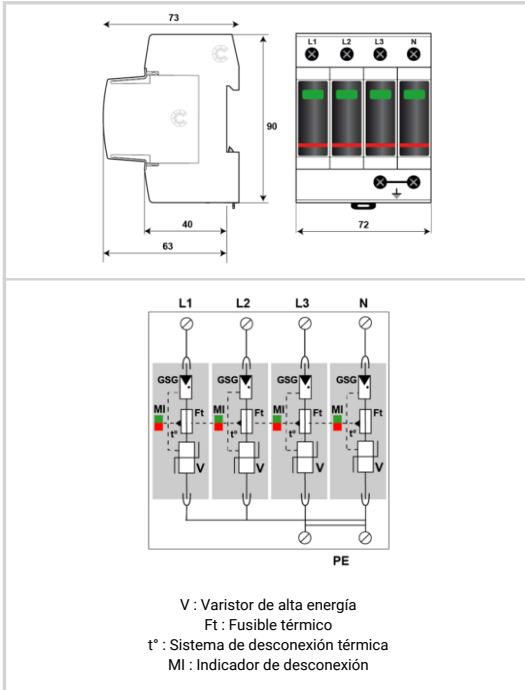 73
C
C
90
40
63
L1 L2 L3 N
72
L1 L2 L3 N
GSG GSG GSG GSG
MI Ft MI Ft MI Ft MI Ft
t° t° t° t°
V V V V
PE
V : Varistor de alta energía
Ft : Fusible térmico
t° : Sistema de desconexión térmica
MI : Indicador de desconexión